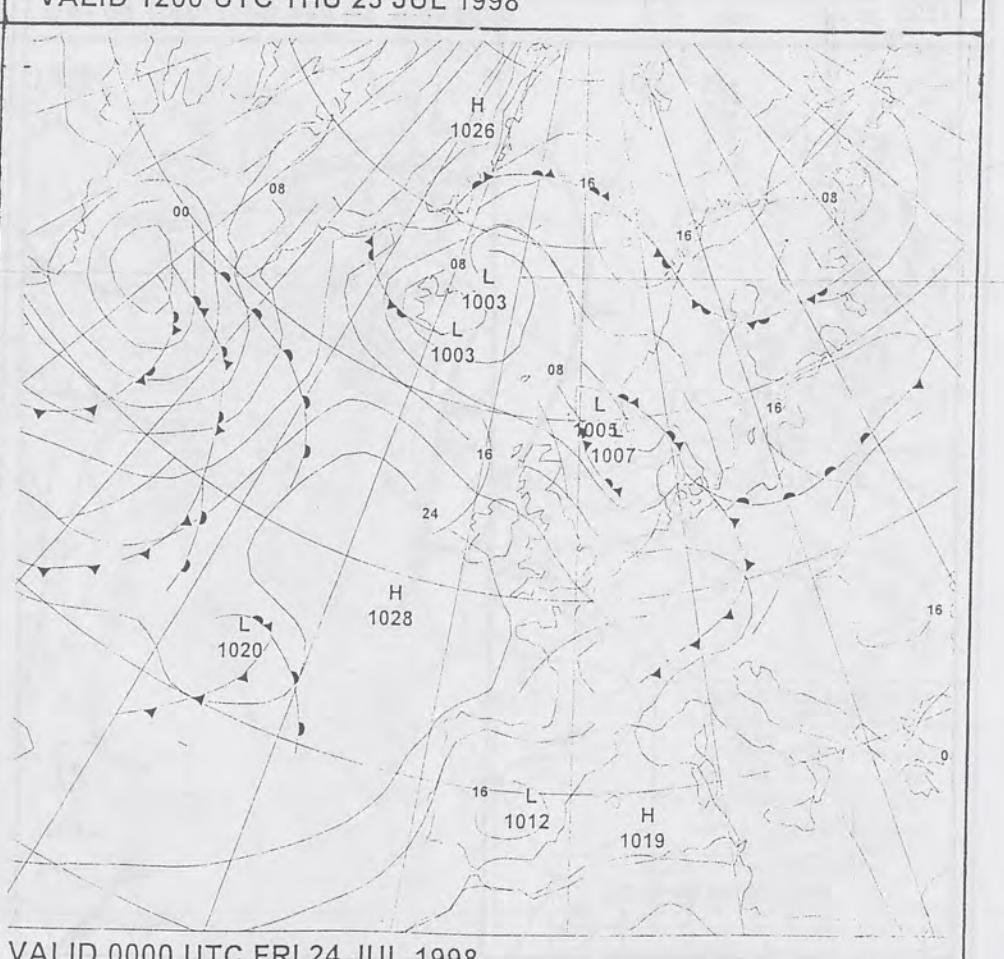 VALID 1200 UTC THU 23 JUL 1998
H
1026
16
08
08
00
16
08
L
1003
L
1003
08
L
1005
L
1007
16
16
24
H
1028
16
L
1020
0
16
L
1012
H
1019
VALID 0000 UTC FRI 24 JUL 1998